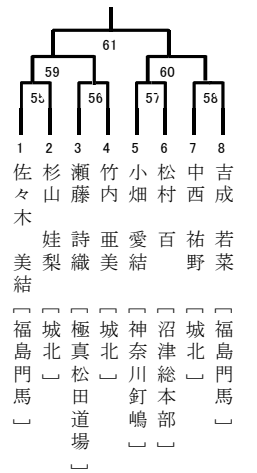 61
59
60
55
56
57
58
1
2
3
4
5
6
7
8
佐々木 美結 [福島門馬]
杉山 娃梨 [城北]
瀬藤 詩織 [極真松田道場]
竹内 亜美 [城北]
小畑 愛結 [神奈川釘嶋]
松村 百 [沼津総本部]
中西 祐野 [城北]
吉成 若菜 [福島門馬]